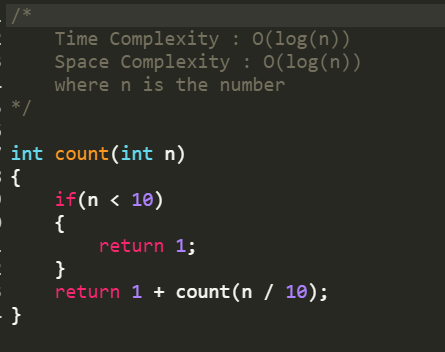 /*
    Time Complexity : O(log(n))
    Space Complexity : O(log(n))
    where n is the number
*/
int count(int n)
{
    if(n < 10)
    {
        return 1;
    }
    return 1 + count(n / 10);
}